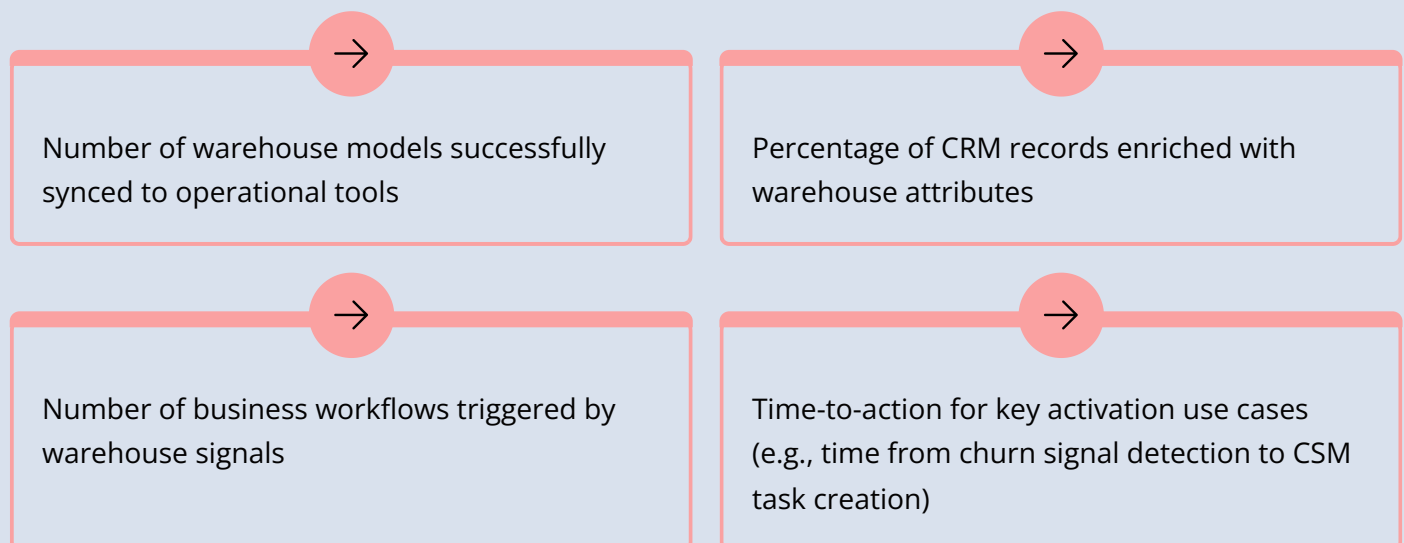 Number of warehouse models successfully
synced to operational tools
Percentage of CRM records enriched with
warehouse attributes
Number of business workflows triggered by
warehouse signals
Time-to-action for key activation use cases
(e.g., time from churn signal detection to CSM
task creation)